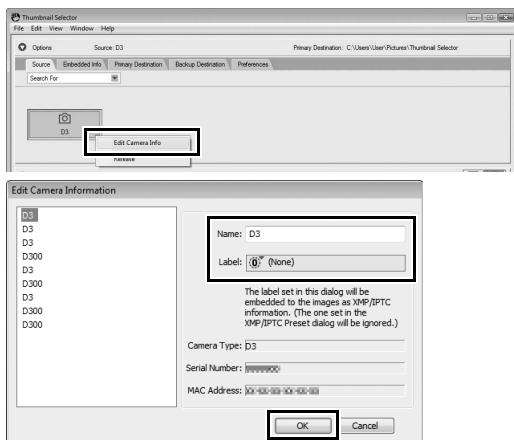 Thumbnail Selector
File Edit View Window Help
Options Source: D3 Primary Destination: C:\Users\User\Pictures\Thumbnail Selector
Source Embedded Info Primary Destination Backup Destination Preferences
Search For
D3
Edit Camera Info
Release
Edit Camera Information
D3
D3
D3
D300
D3
D300
D3
D300
D300
Name: D3
Label: 0 (None)
The label set in this dialog will be
embedded to the images as XMP/IPTC
information. (The one set in the
XMP/IPTC Preset dialog will be ignored.)
Camera Type: D3
Serial Number:
MAC Address:
OK Cancel